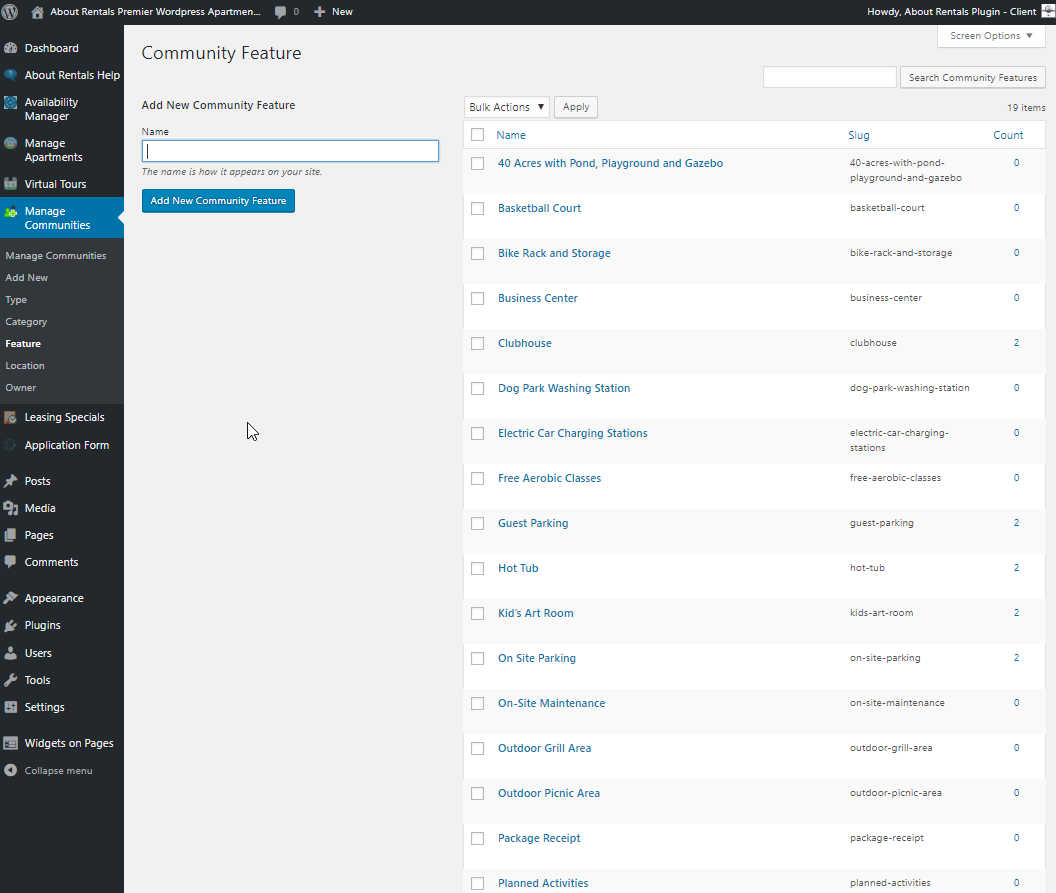 About Rentals Premier Wordpress Apartmen... 0 New
Howdy, About Rentals Plugin - Client
Screen Options ▼
Dashboard
About Rentals Help
Availability
Manager
Manage
Apartments
Virtual Tours
Manage
Communities
Manage Communities
Add New
Type
Category
Feature
Location
Owner
Leasing Specials
Application Form
Posts
Media
Pages
Comments
Appearance
Plugins
Users
Tools
Settings
Widgets on Pages
Collapse menu
Community Feature
Search Community Features
Add New Community Feature
Name
The name is how it appears on your site.
Add New Community Feature
Bulk Actions ▼ Apply
19 items
Name Slug Count
40 Acres with Pond, Playground and Gazebo 40-acres-with-pond- 0
playground-and-gazebo
Basketball Court basketball-court 0
Bike Rack and Storage bike-rack-and-storage 0
Business Center business-center 0
Clubhouse clubhouse 2
Dog Park Washing Station dog-park-washing-station 0
Electric Car Charging Stations electric-car-charging- 0
stations
Free Aerobic Classes free-aerobic-classes 0
Guest Parking guest-parking 2
Hot Tub hot-tub 2
Kid's Art Room kids-art-room 2
On Site Parking on-site-parking 2
On-Site Maintenance on-site-maintenance 0
Outdoor Grill Area outdoor-grill-area 0
Outdoor Picnic Area outdoor-picnic-area 0
Package Receipt package-receipt 0
Planned Activities planned-activities 0